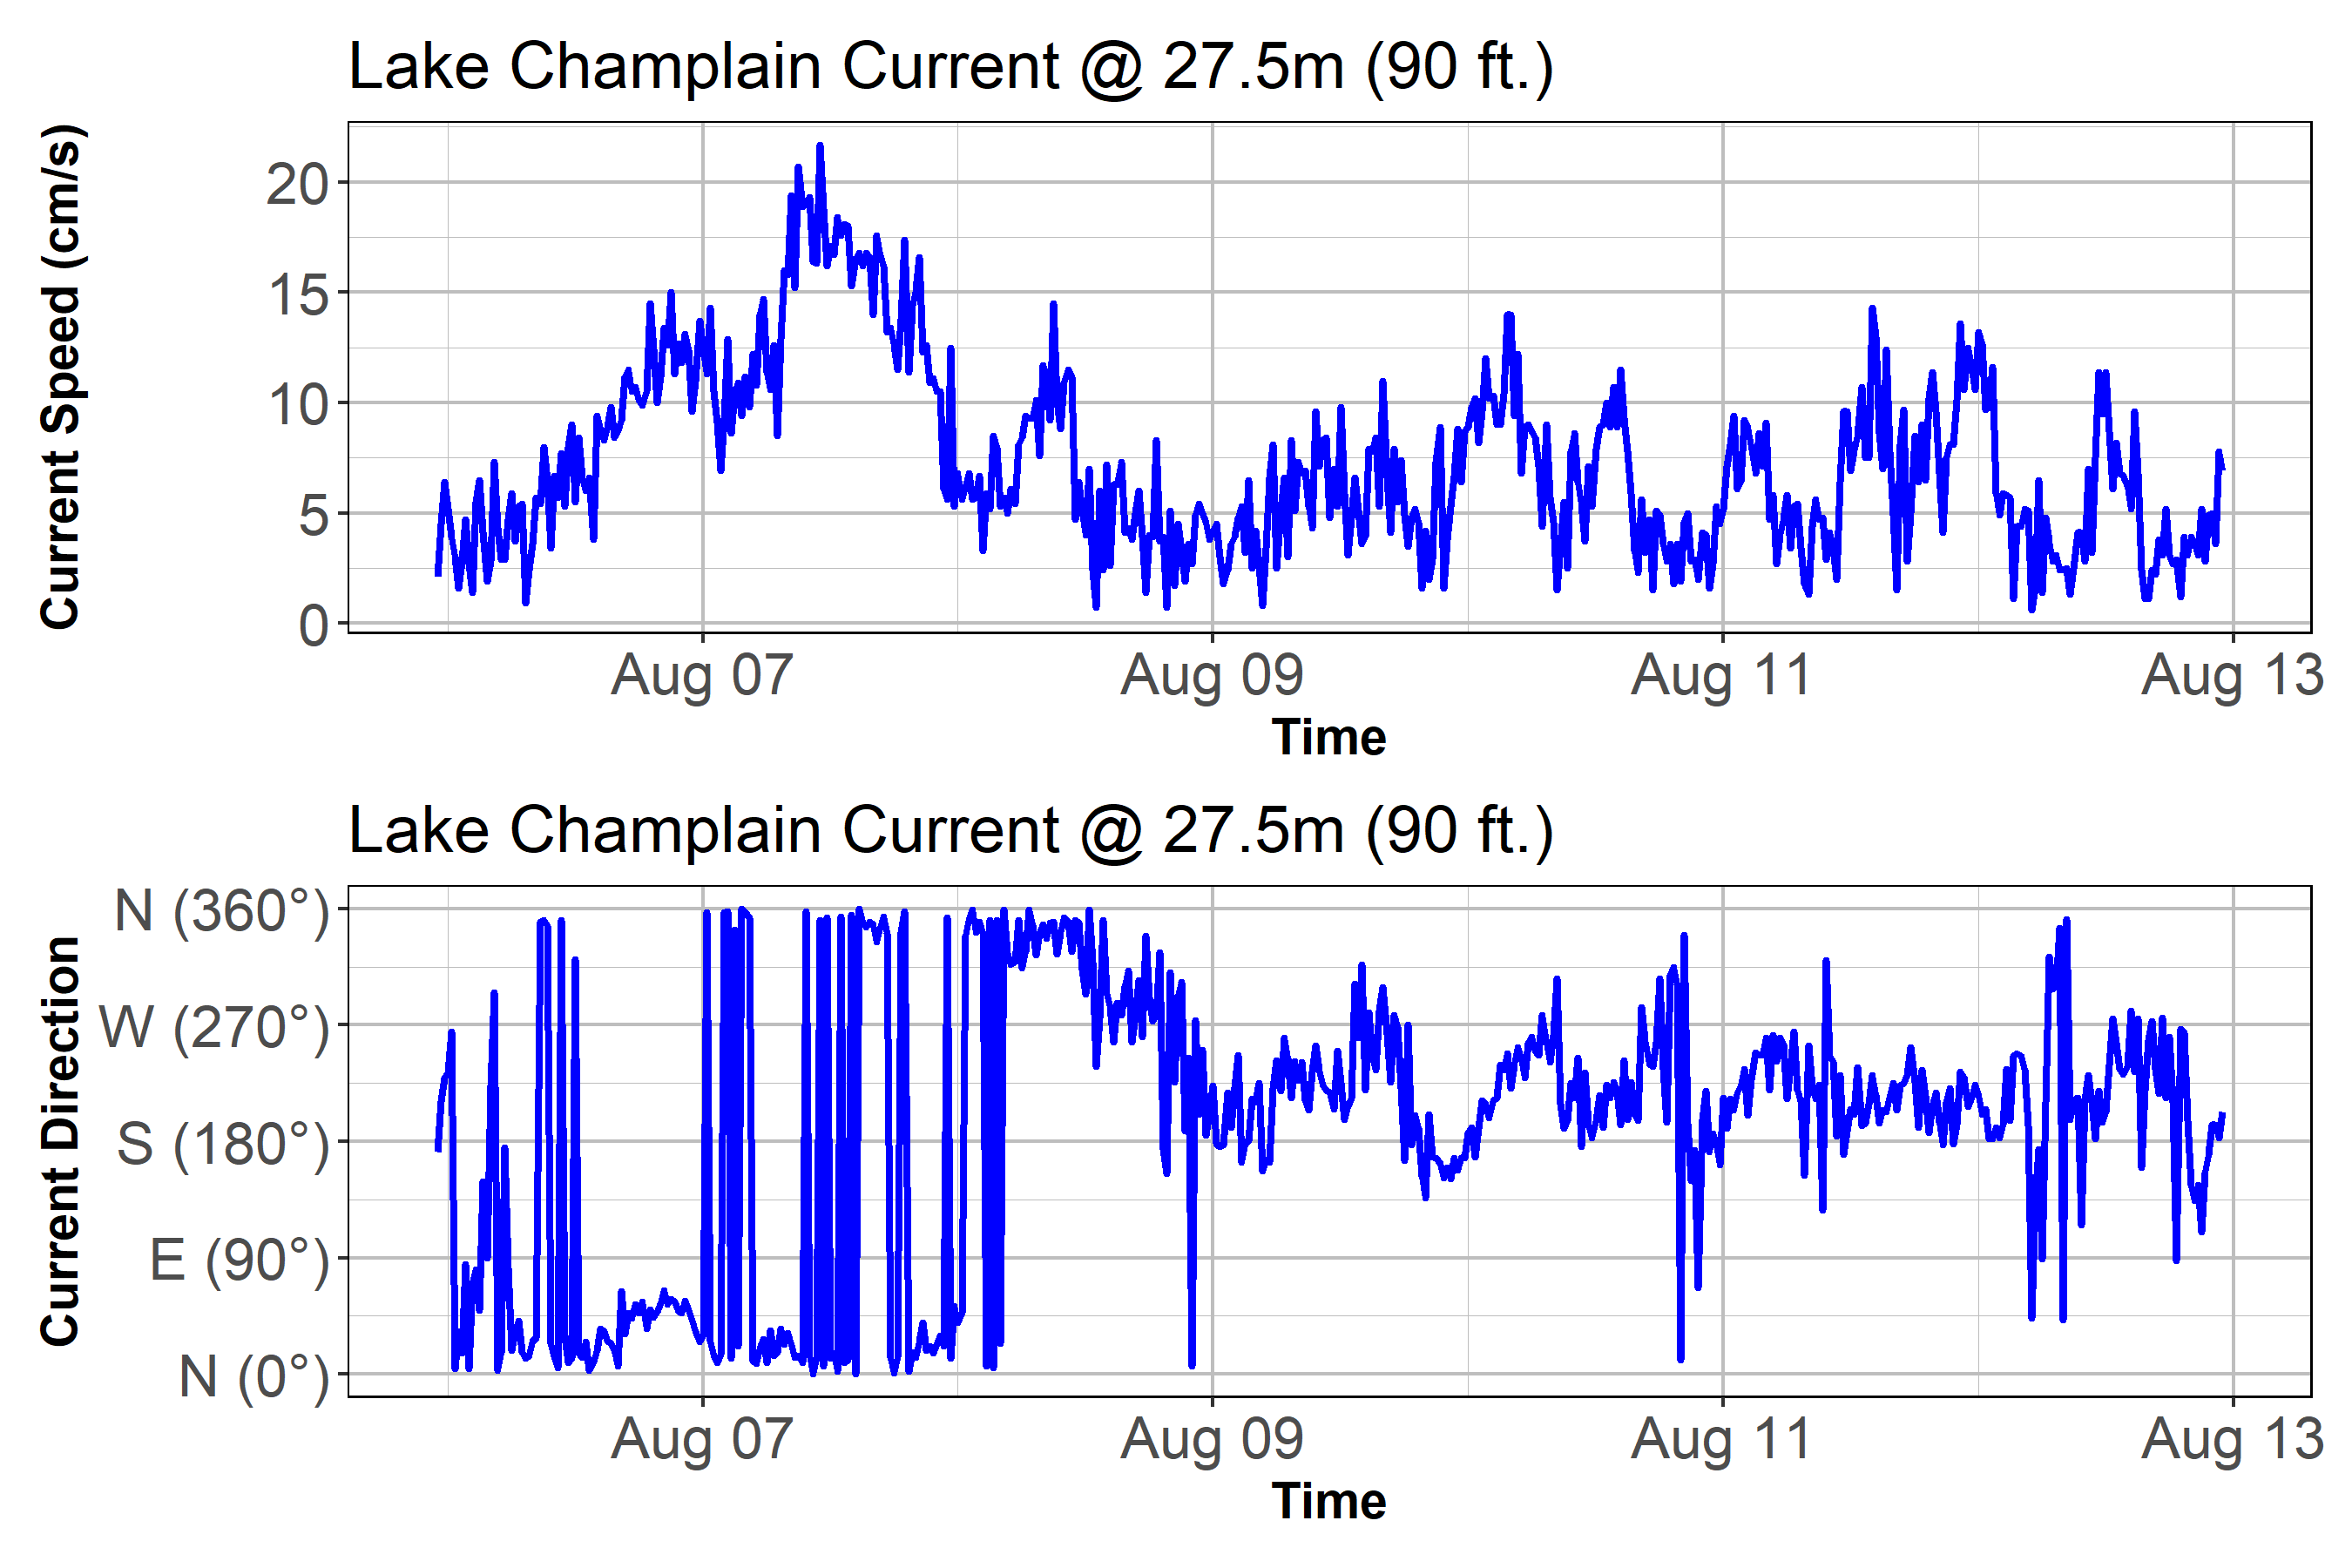 Lake Champlain Current @ 27.5m (90 ft.)
Current Speed (cm/s)
20
15
10
5
0
Aug 07 Aug 09 Aug 11 Aug 13
Time
Lake Champlain Current @ 27.5m (90 ft.)
Current Direction
N (360°)
W (270°)
S (180°)
E (90°)
N (0°)
Aug 07 Aug 09 Aug 11 Aug 13
Time